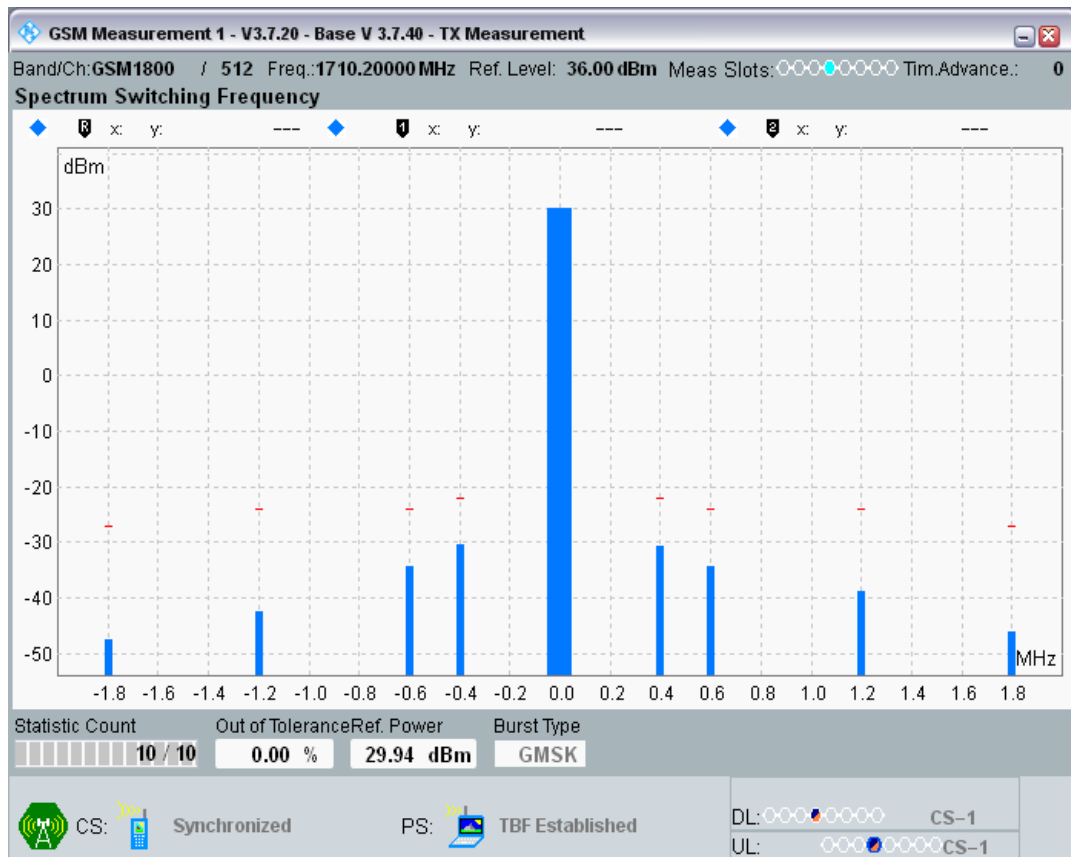 GSM Measurement 1 - V3.7.20 - Base V 3.7.40 - TX Measurement
Band/Ch:GSM1800 / 512 Freq.:1710.20000 MHz Ref. Level: 36.00 dBm Meas Slots: Tim.Advance.: 0
Spectrum Switching Frequency
R x: y: --- 1 x: y: --- 2 x: y: ---
dBm
30
20
10
0
-10
-20
-30
-40
-50
MHz
-1.8 -1.6 -1.4 -1.2 -1.0 -0.8 -0.6 -0.4 -0.2 0.0 0.2 0.4 0.6 0.8 1.0 1.2 1.4 1.6 1.8
Statistic Count Out of Tolerance Ref. Power Burst Type
10 / 10 0.00 % 29.94 dBm GMSK
CS: Synchronized PS: TBF Established DL: CS-1
UL: CS-1